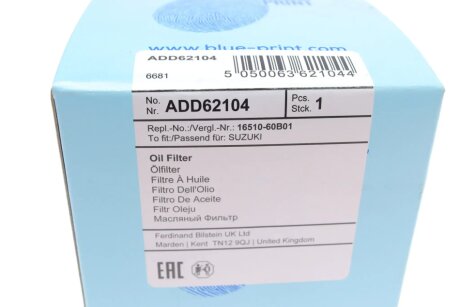 PRINT
www.blue-print.com
ADD62104
6681
5 050063 621044
No. Nr. ADD62104
Pcs. Stck. 1
Repl.-No.:/Vergl.-Nr.: 16510-60B01
To fit:/Passend für: SUZUKI
Oil Filter
Ölfilter
Filtre À Huile
Filtro Dell'Olio
Filtro De Aceite
Filtr Oleju
Масляный Фильтр
Ferdinand Bilstein UK Ltd
Marden | Kent TN12 9QJ | United Kingdom
EAC